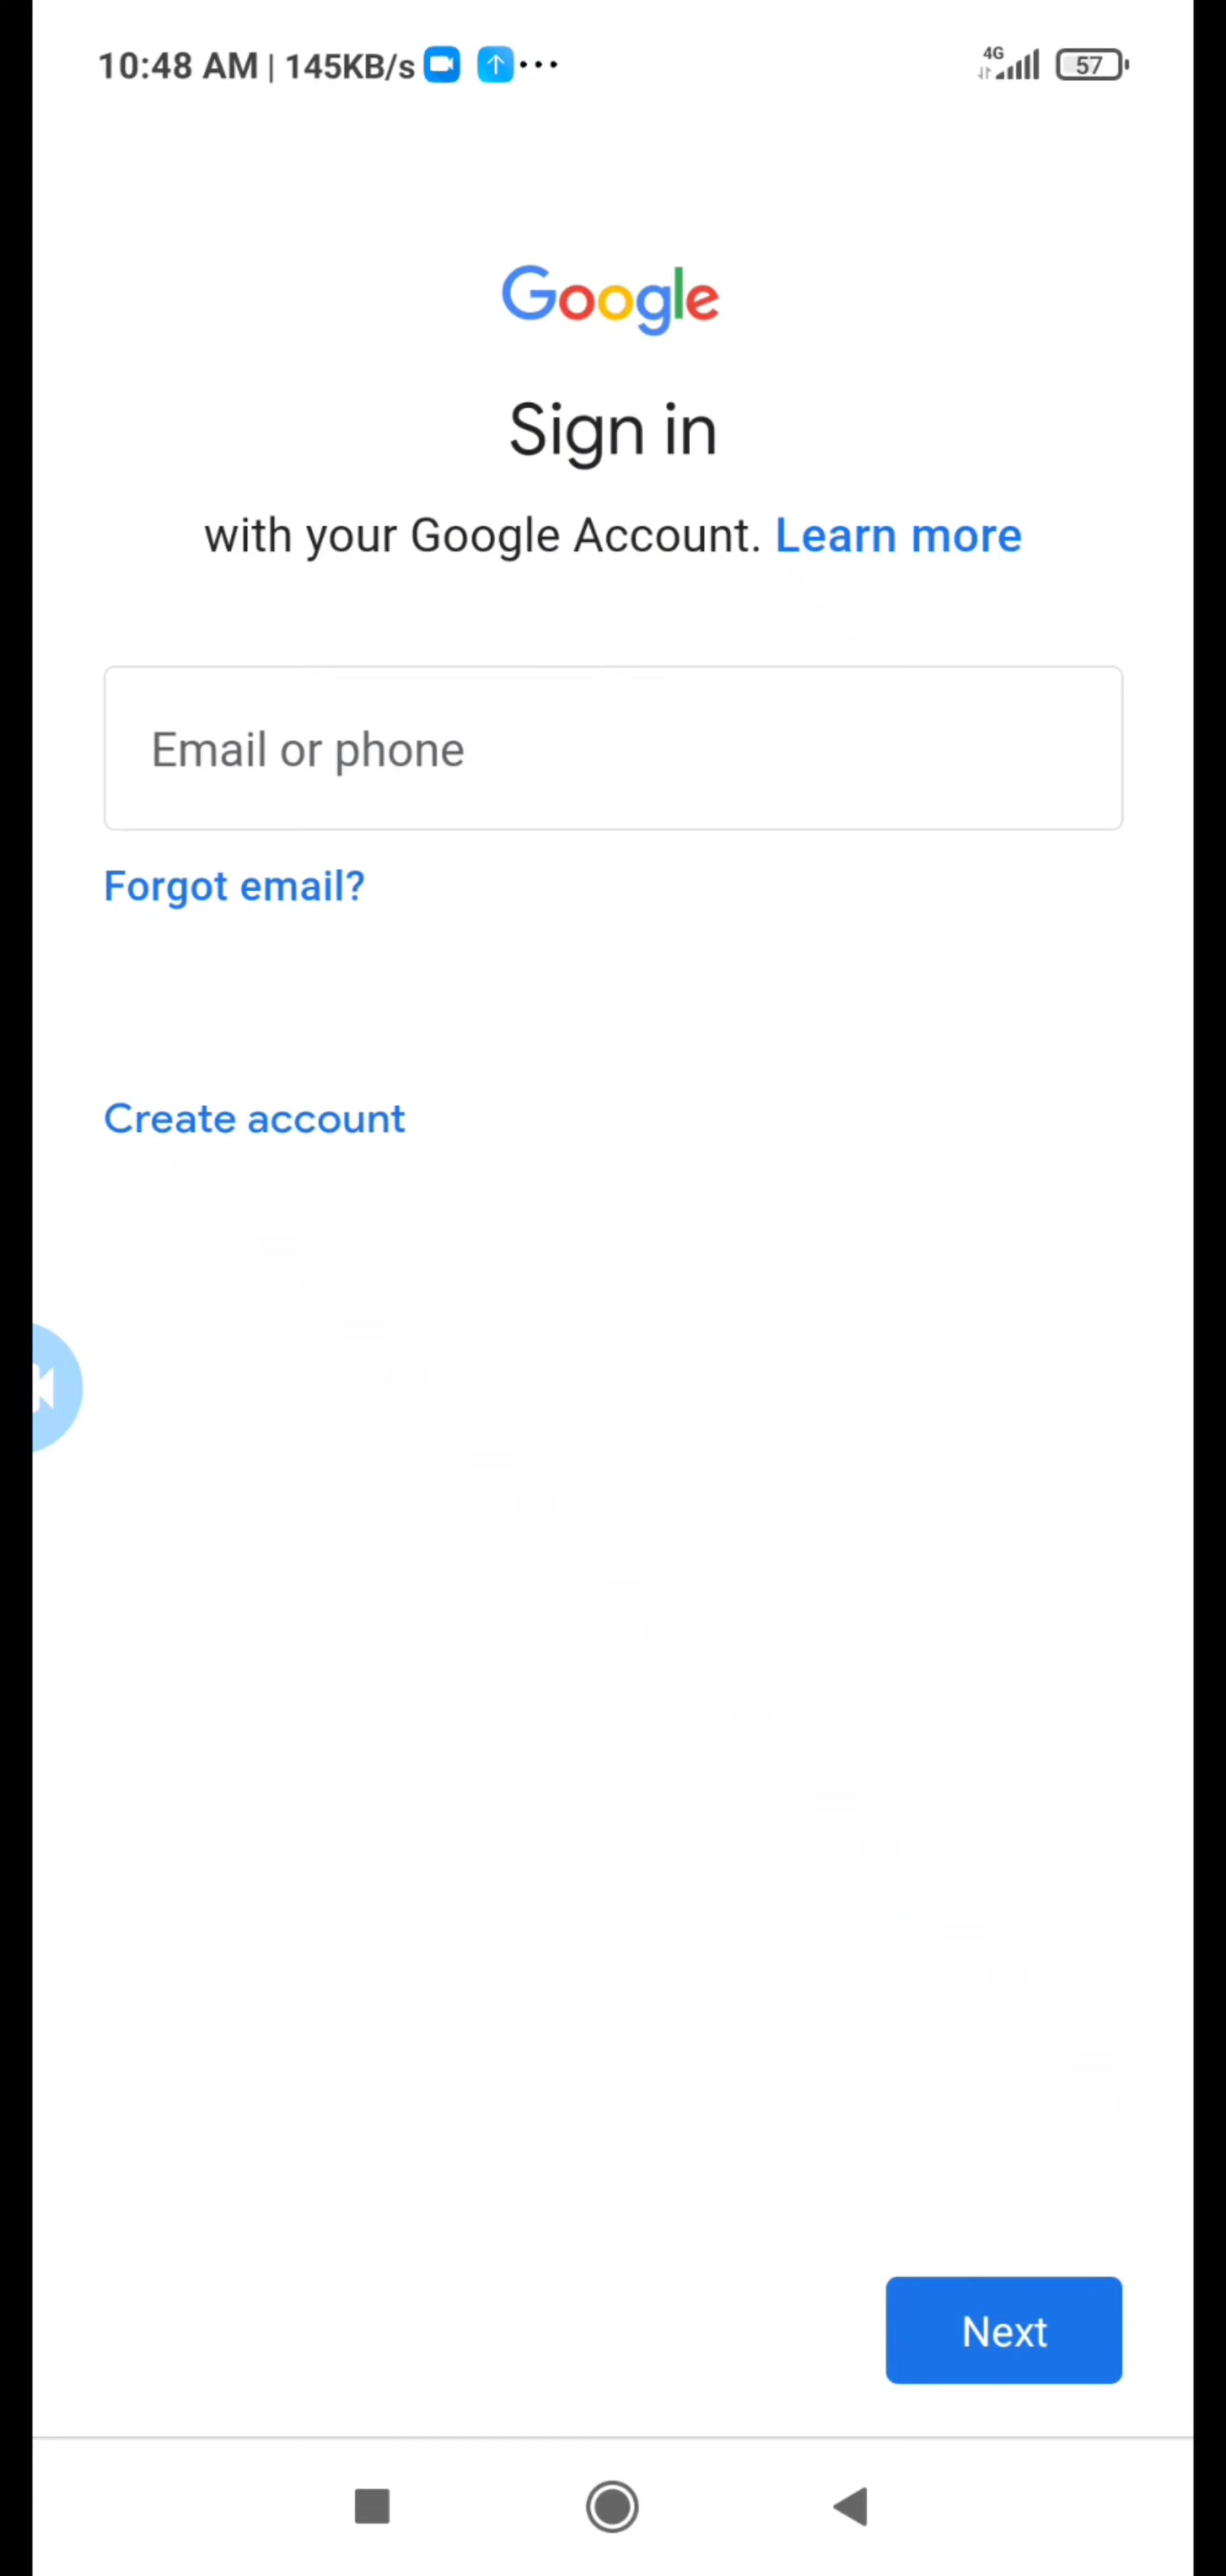 10:48 AM | 145KB/s ... 4G 57
Google
Sign in
with your Google Account. Learn more
Email or phone
Forgot email?
Create account
Next